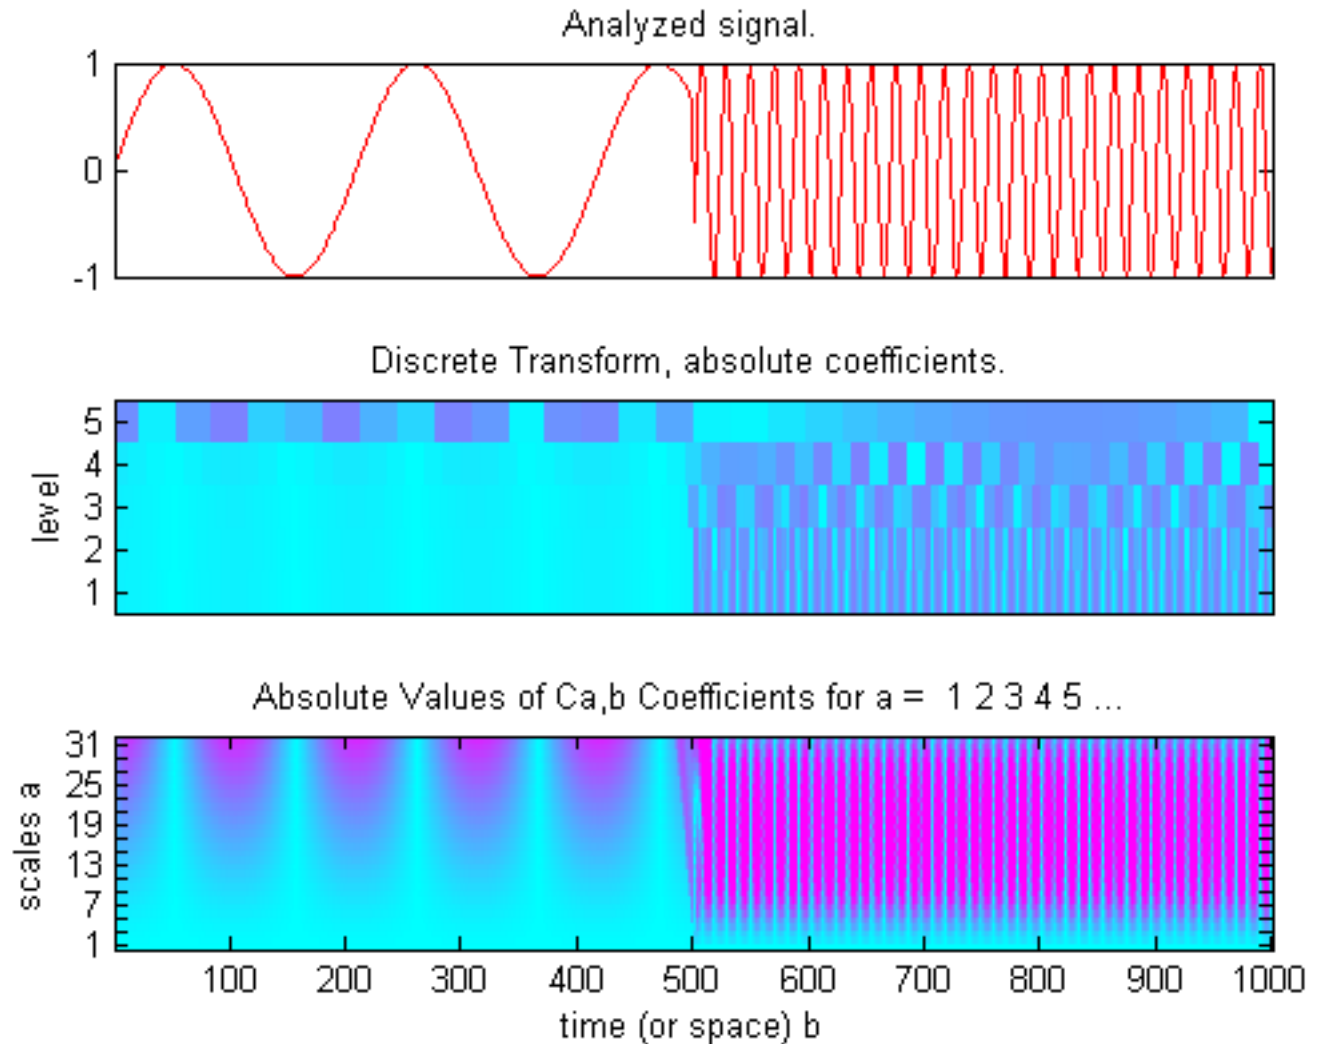 Analyzed signal.
1
0
-1
Discrete Transform, absolute coefficients.
level
5
4
3
2
1
Absolute Values of Ca,b Coefficients for a = 1 2 3 4 5 ...
scales a
31
25
19
13
7
1
100 200 300 400 500 600 700 800 900 1000
time (or space) b